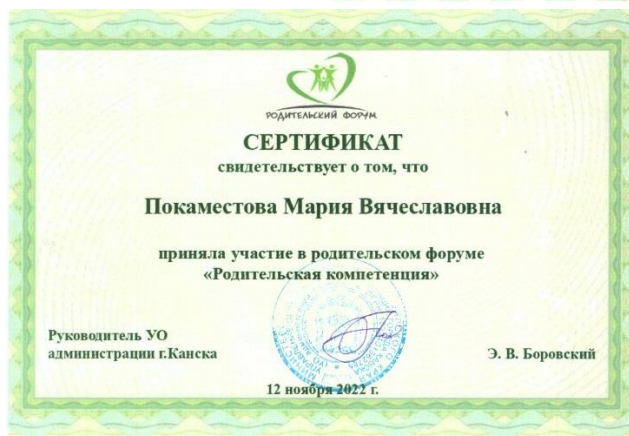 РОДИТЕЛЬСКИЙ ФОРУМ
СЕРТИФИКАТ
свидетельствует о том, что
Покаместова Мария Вячеславовна
приняла участие в родительском форуме
«Родительская компетенция»
Руководитель УО
администрации г.Канска
Э. В. Боровский
12 ноября 2022 г.